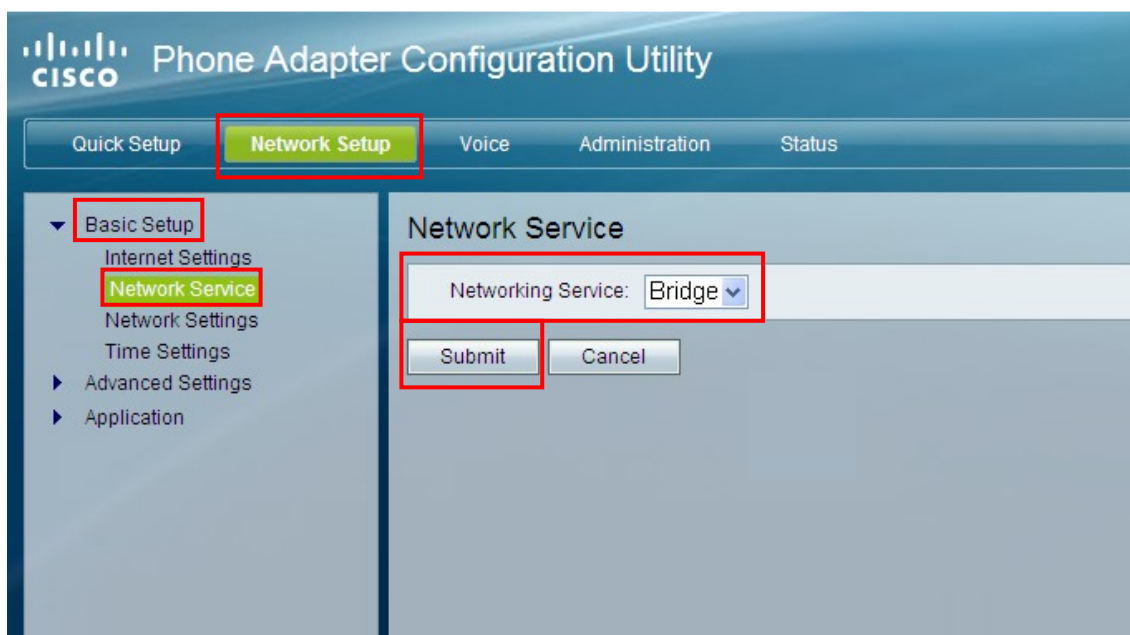 CISCO Phone Adapter Configuration Utility
Quick Setup Network Setup Voice Administration Status
Basic Setup
Internet Settings
Network Service
Network Settings
Time Settings
Advanced Settings
Application
Network Service
Networking Service: Bridge
Submit Cancel